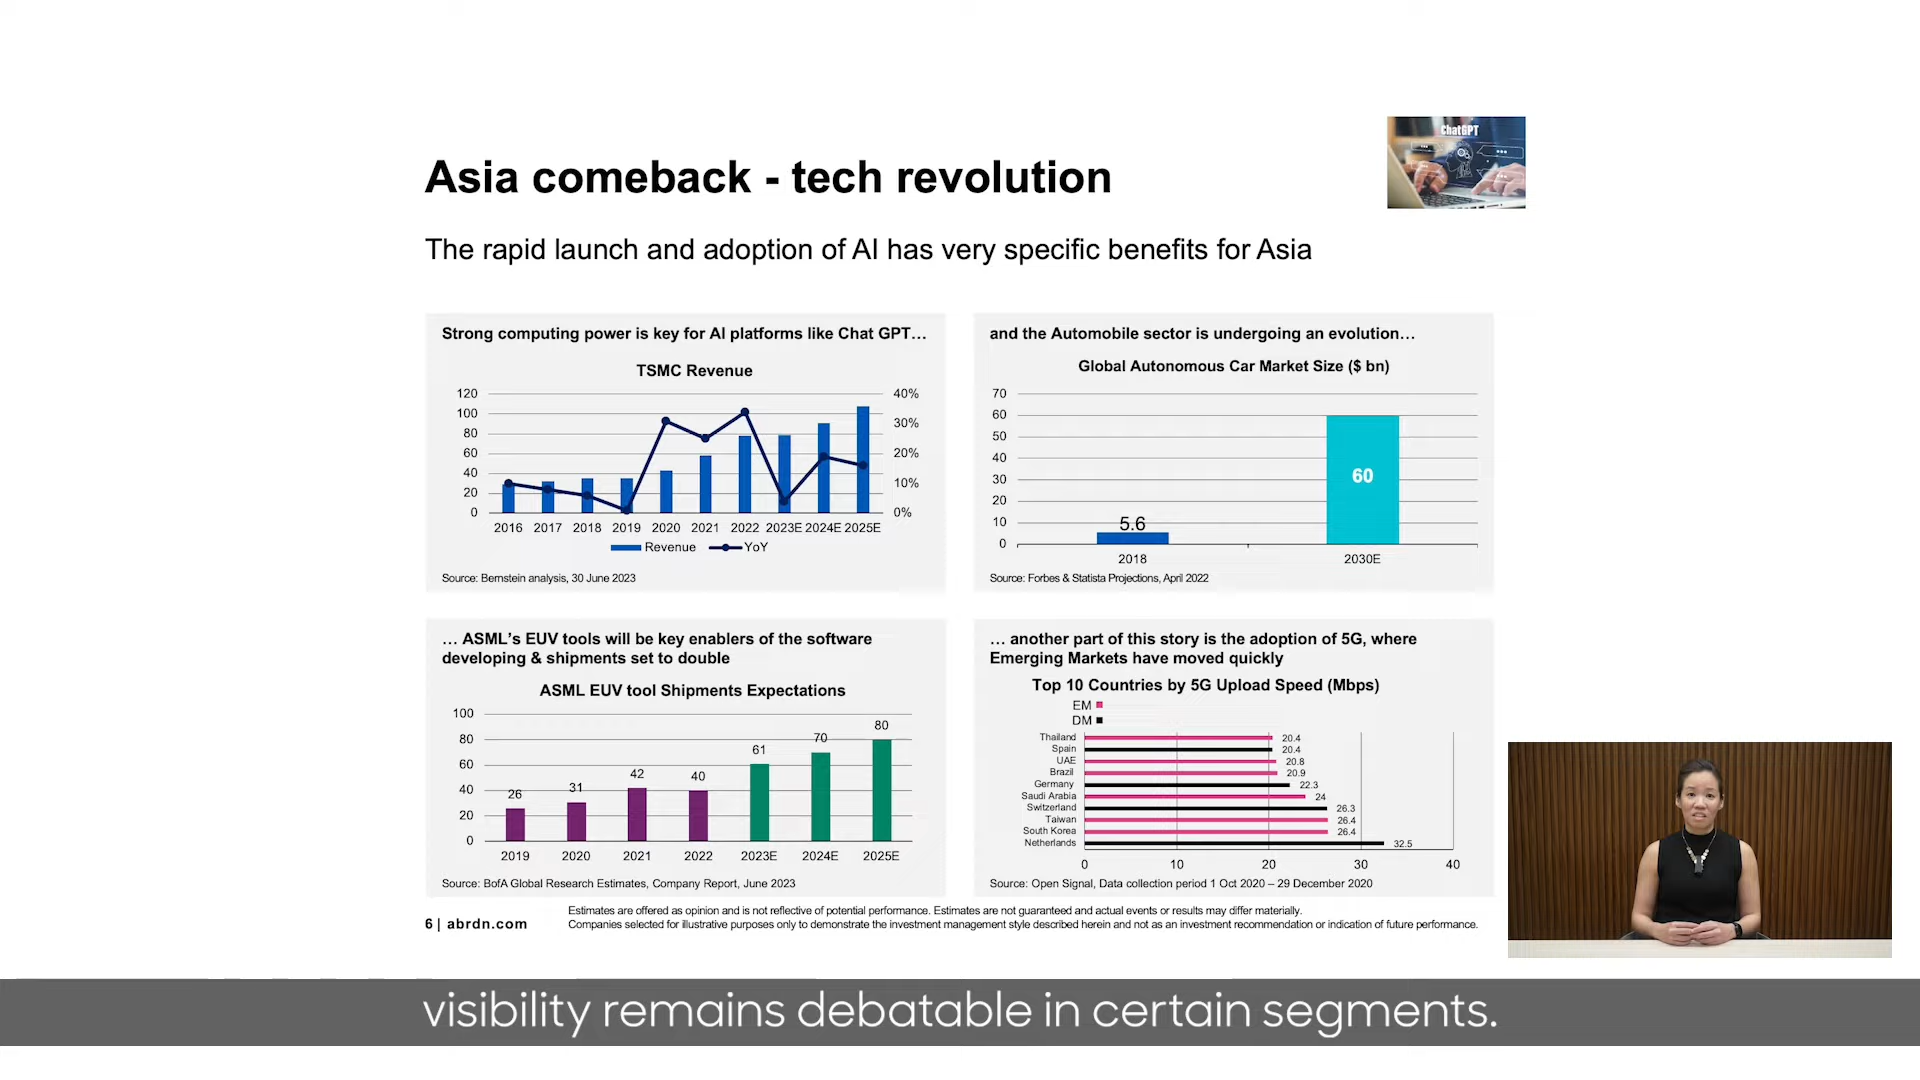 ChatGPT
Asia comeback - tech revolution
The rapid launch and adoption of AI has very specific benefits for Asia
Strong computing power is key for AI platforms like Chat GPT…
TSMC Revenue
120
100
80
60
40
20
0
40%
30%
20%
10%
0%
2016 2017 2018 2019 2020 2021 2022 2023E 2024E 2025E
Revenue YoY
Source: Bernstein analysis, 30 June 2023
and the Automobile sector is undergoing an evolution…
Global Autonomous Car Market Size ($ bn)
70
60
50
40
30
20
10
0
5.6
60
2018 2030E
Source: Forbes & Statista Projections, April 2022
… ASML’s EUV tools will be key enablers of the software
developing & shipments set to double
ASML EUV tool Shipments Expectations
100
80
60
40
20
0
26 31 42 40 61 70 80
2019 2020 2021 2022 2023E 2024E 2025E
Source: BofA Global Research Estimates, Company Report, June 2023
… another part of this story is the adoption of 5G, where
Emerging Markets have moved quickly
Top 10 Countries by 5G Upload Speed (Mbps)
EM
DM
Thailand 20.4
Spain 20.4
UAE 20.8
Brazil 20.9
Germany 22.3
Saudi Arabia 24
Switzerland 26.3
Taiwan 26.4
South Korea 26.4
Netherlands 32.5
0 10 20 30 40
Source: Open Signal, Data collection period 1 Oct 2020 – 29 December 2020
6 | abrdn.com
Estimates are offered as opinion and is not reflective of potential performance. Estimates are not guaranteed and actual events or results may differ materially.
Companies selected for illustrative purposes only to demonstrate the investment management style described herein and not as an investment recommendation or indication of future performance.
visibility remains debatable in certain segments.